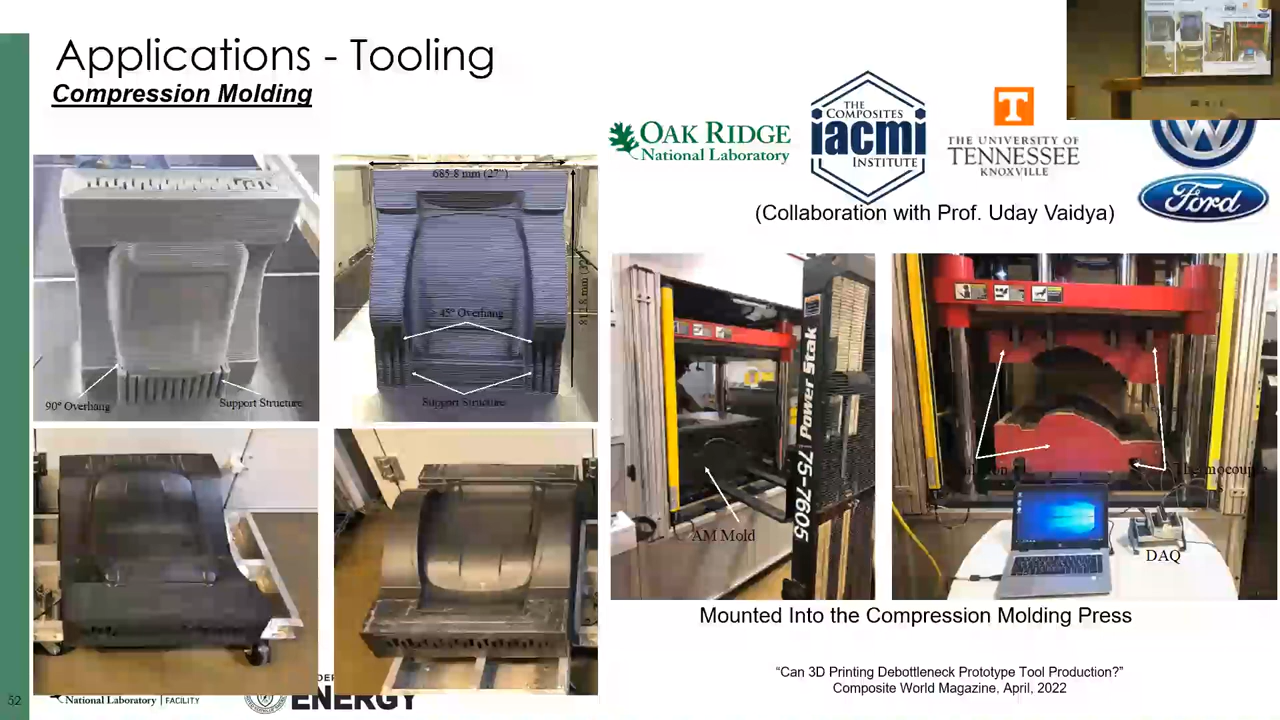 Applications - Tooling
Compression Molding
OAK RIDGE
National Laboratory
THE
COMPOSITES
iacmi
INSTITUTE
T
THE UNIVERSITY OF
TENNESSEE
KNOXVILLE
W
Ford
(Collaboration with Prof. Uday Vaidya)
685.8 mm (27")
45° Overhang
Support Structure
90° Overhang
Support Structure
Power Stak
75-7605
AM Mold
DAQ
Mounted Into the Compression Molding Press
"Can 3D Printing Debottleneck Prototype Tool Production?"
Composite World Magazine, April, 2022
52
National Laboratory | FACILITY
ENERGY